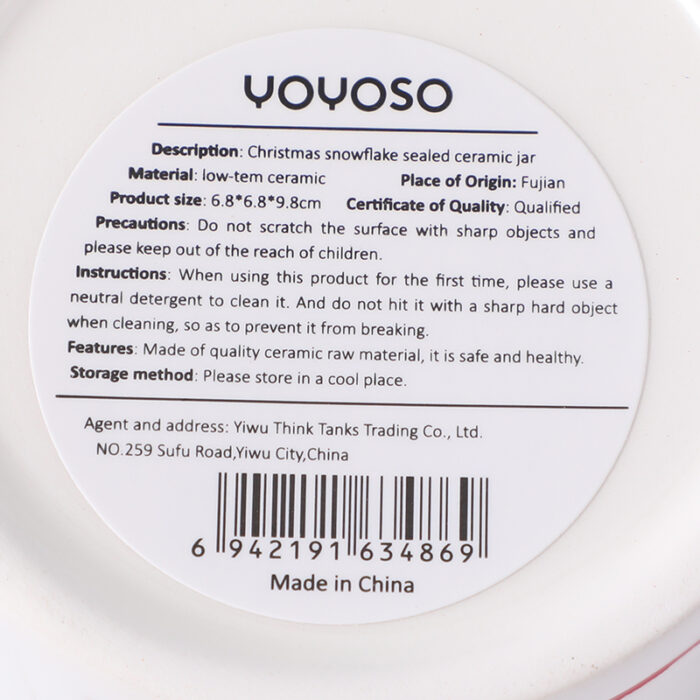 YOYOSO
Description: Christmas snowflake sealed ceramic jar
Material: low-tem ceramic Place of Origin: Fujian
Product size: 6.8*6.8*9.8cm Certificate of Quality: Qualified
Precautions: Do not scratch the surface with sharp objects and
please keep out of the reach of children.
Instructions: When using this product for the first time, please use a
neutral detergent to clean it. And do not hit it with a sharp hard object
when cleaning, so as to prevent it from breaking.
Features: Made of quality ceramic raw material, it is safe and healthy.
Storage method: Please store in a cool place.
Agent and address: Yiwu Think Tanks Trading Co., Ltd.
NO.259 Sufu Road,Yiwu City,China
6 942191 634869
Made in China